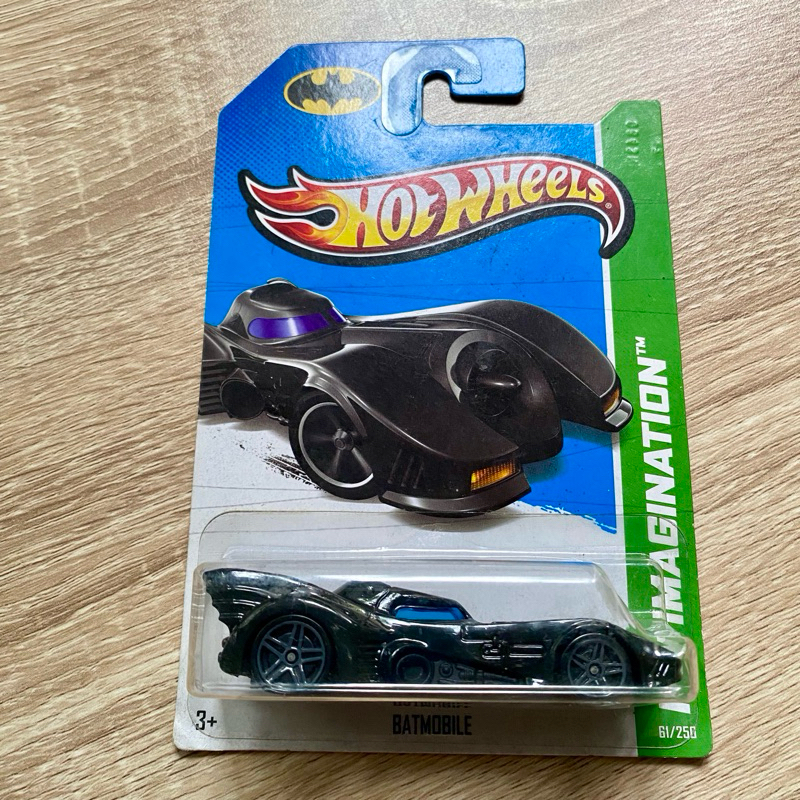 HOT WHEELS®
IMAGINATION™
3+
BATMOBILE
61/250